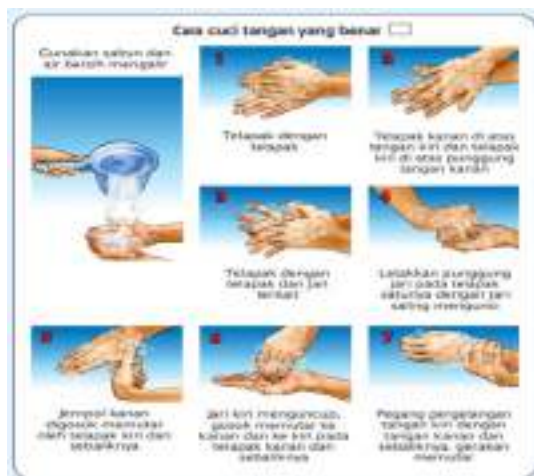 Cara cuci tangan yang benar
Gunakan sabun dan
air bersih mengalir
1
Telapak dengan
telapak
2
Telapak kanan di atas
tangan kiri dan telapak
kiri di atas punggung
tangan kanan
3
Telapak dengan
telapak dan jari
terkait
4
Letakkan punggung
jari pada telapak
satunya dengan jari
saling mengunci
5
Jempol kanan
digosok memutar
oleh telapak kiri dan
sebaliknya
6
Jari kiri menguncup,
gosok memutar ke
kanan dan ke kiri pada
telapak kanan dan
sebaliknya
7
Pegang pergelangan
tangan kiri dengan
tangan kanan dan
sebaliknya, gerakan
memutar